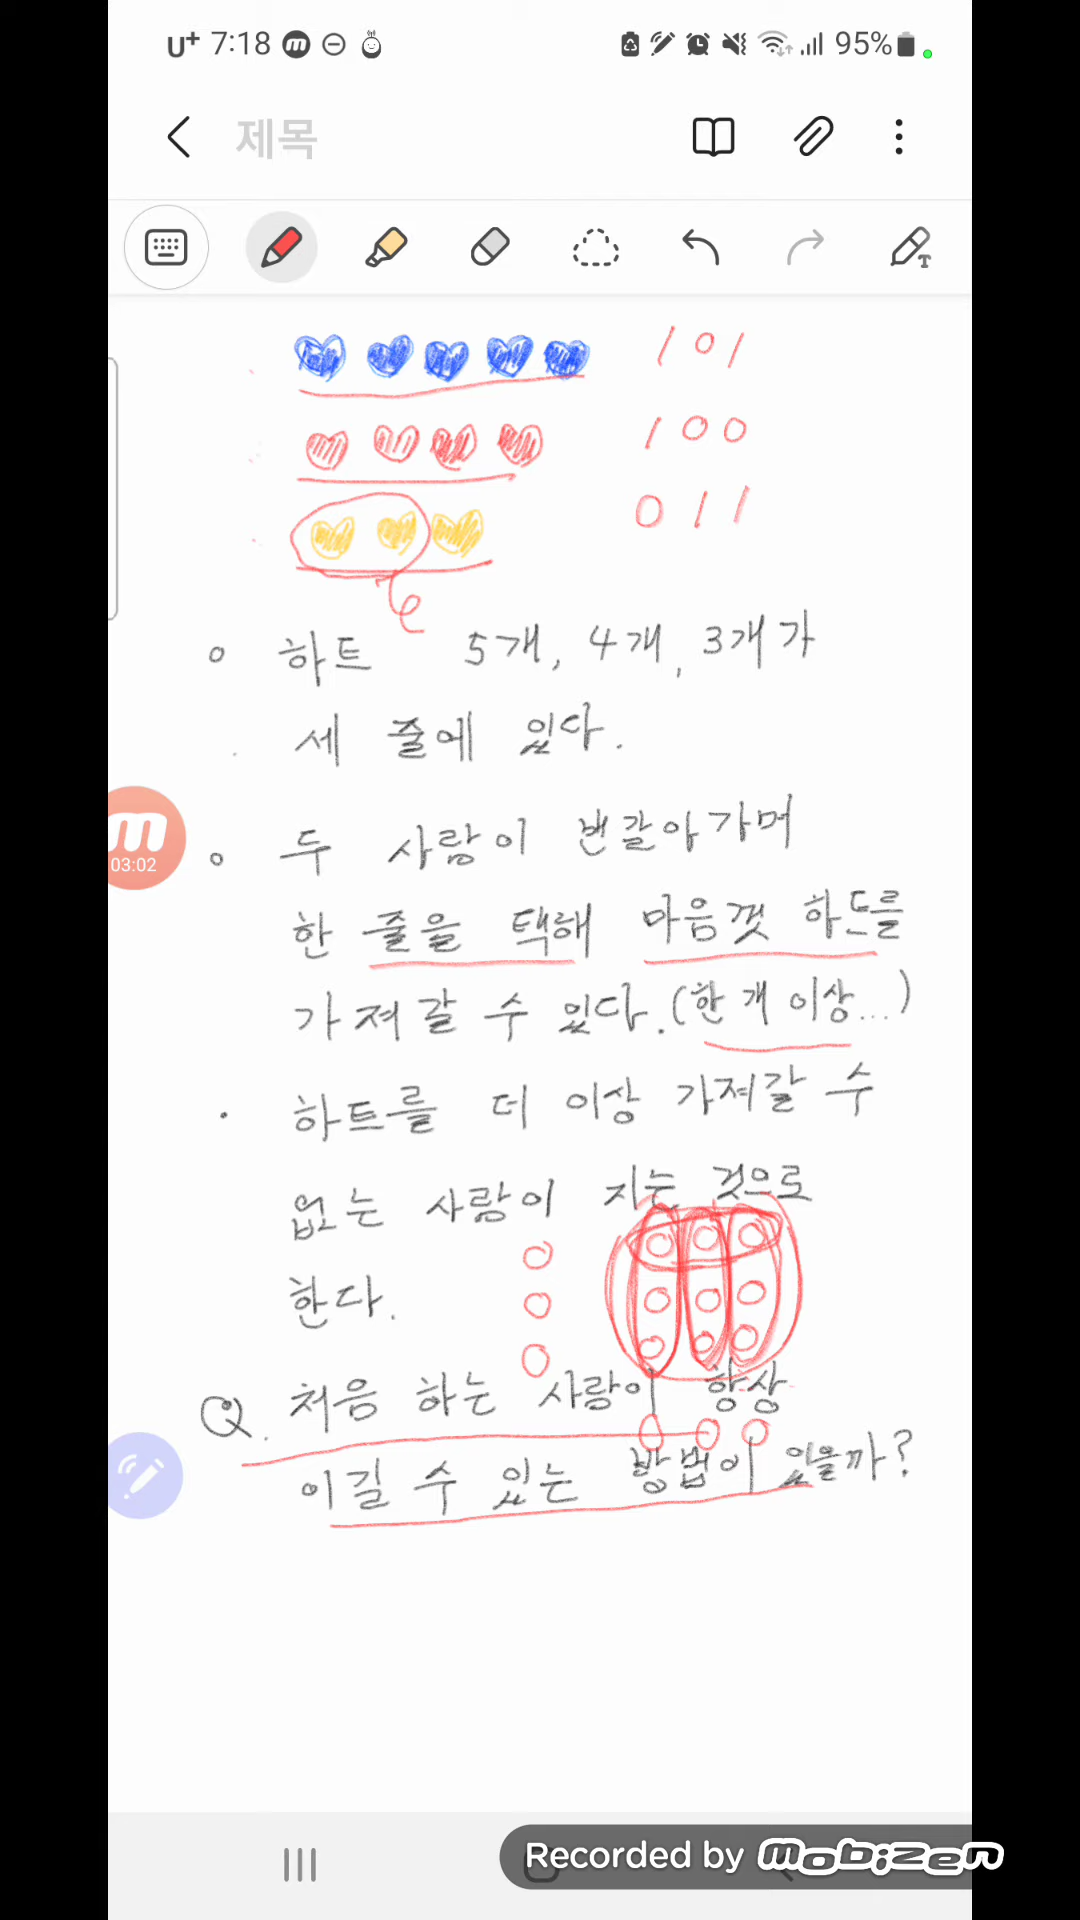 U+ 7:18 95%
제목
101
100
011
하트 5개, 4개, 3개가
세 줄에 있다.
두 사람이 번갈아가며
한 줄을 택해 마음껏 하트를
가져갈 수 있다.(한 개 이상...)
03:02
하트를 더 이상 가져갈 수
없는 사람이 지는 것으로
한다.
Q. 처음 하는 사람이 항상
이길 수 있는 방법이 있을까?
Recorded by mobizen